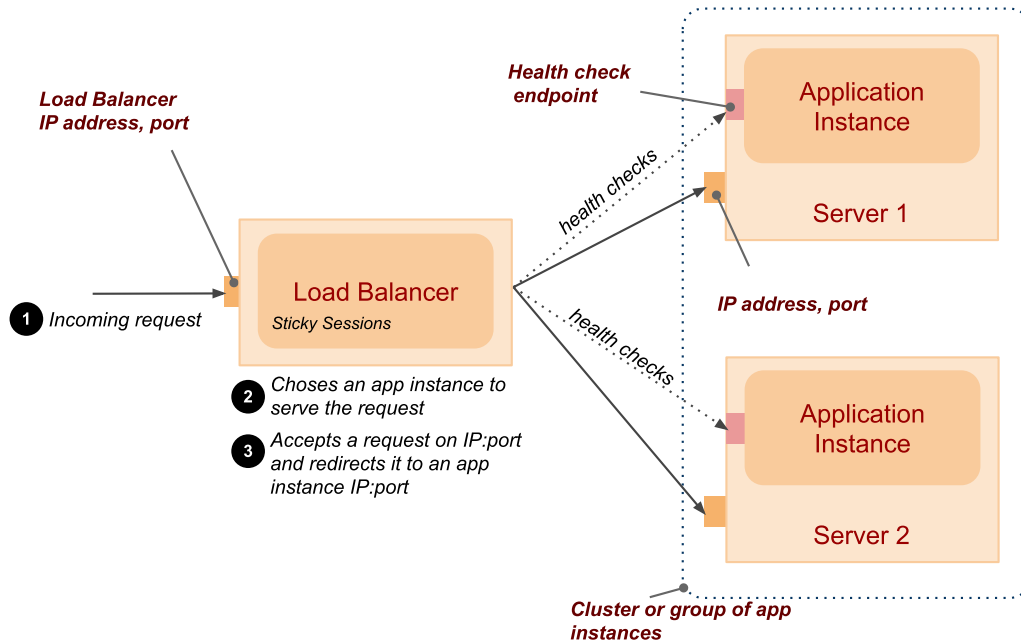 Load Balancer
IP address, port
1
Incoming request
Load Balancer
Sticky Sessions
2
Choses an app instance to
serve the request
3
Accepts a request on IP:port
and redirects it to an app
instance IP:port
Health check
endpoint
health checks
health checks
Application
Instance
Server 1
IP address, port
Application
Instance
Server 2
Cluster or group of app
instances